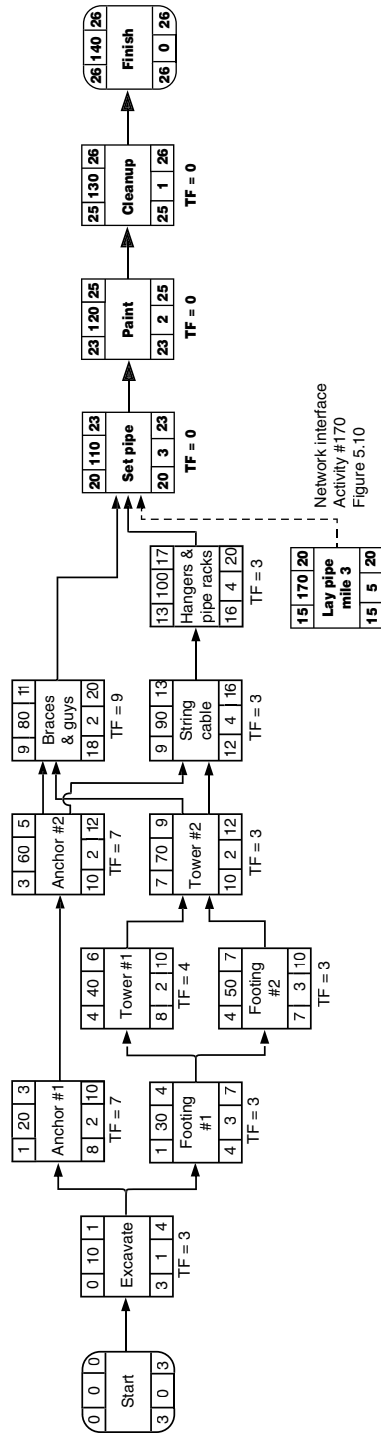 0 0 0
Start
3 0 3
0 10 1
Excavate
3 1 4
TF = 3
1 20 3
Anchor #1
8 2 10
TF = 7
1 30 4
Footing
#1
4 3 7
TF = 3
4 40 6
Tower #1
8 2 10
TF = 4
4 50 7
Footing
#2
7 3 10
TF = 3
3 60 5
Anchor #2
10 2 12
TF = 7
7 70 9
Tower #2
10 2 12
TF = 3
9 80 11
Braces
& guys
18 2 20
TF = 9
9 90 13
String
cable
12 4 16
TF = 3
13 100 17
Hangers &
pipe racks
16 4 20
TF = 3
15 170 20
Lay pipe
mile 3
15 5 20
Network interface
Activity #170
Figure 5.10
20 110 23
Set pipe
20 3 23
TF = 0
23 120 25
Paint
23 2 25
TF = 0
25 130 26
Cleanup
25 1 26
TF = 0
26 140 26
Finish
26 0 26